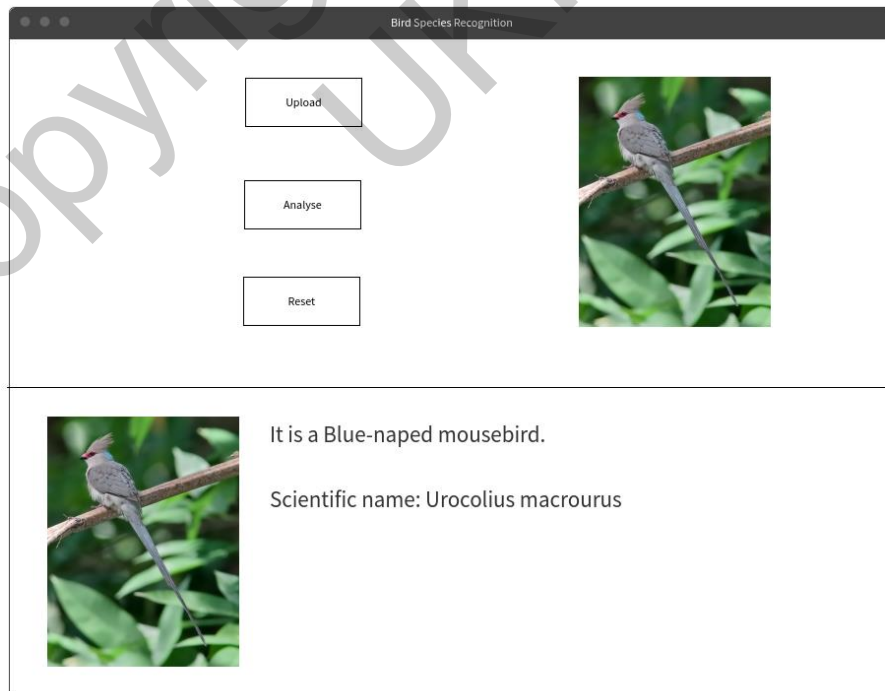 Bird Species Recognition
Upload
Analyse
Reset
It is a Blue-naped mousebird.
Scientific name: Urocolius macrourus